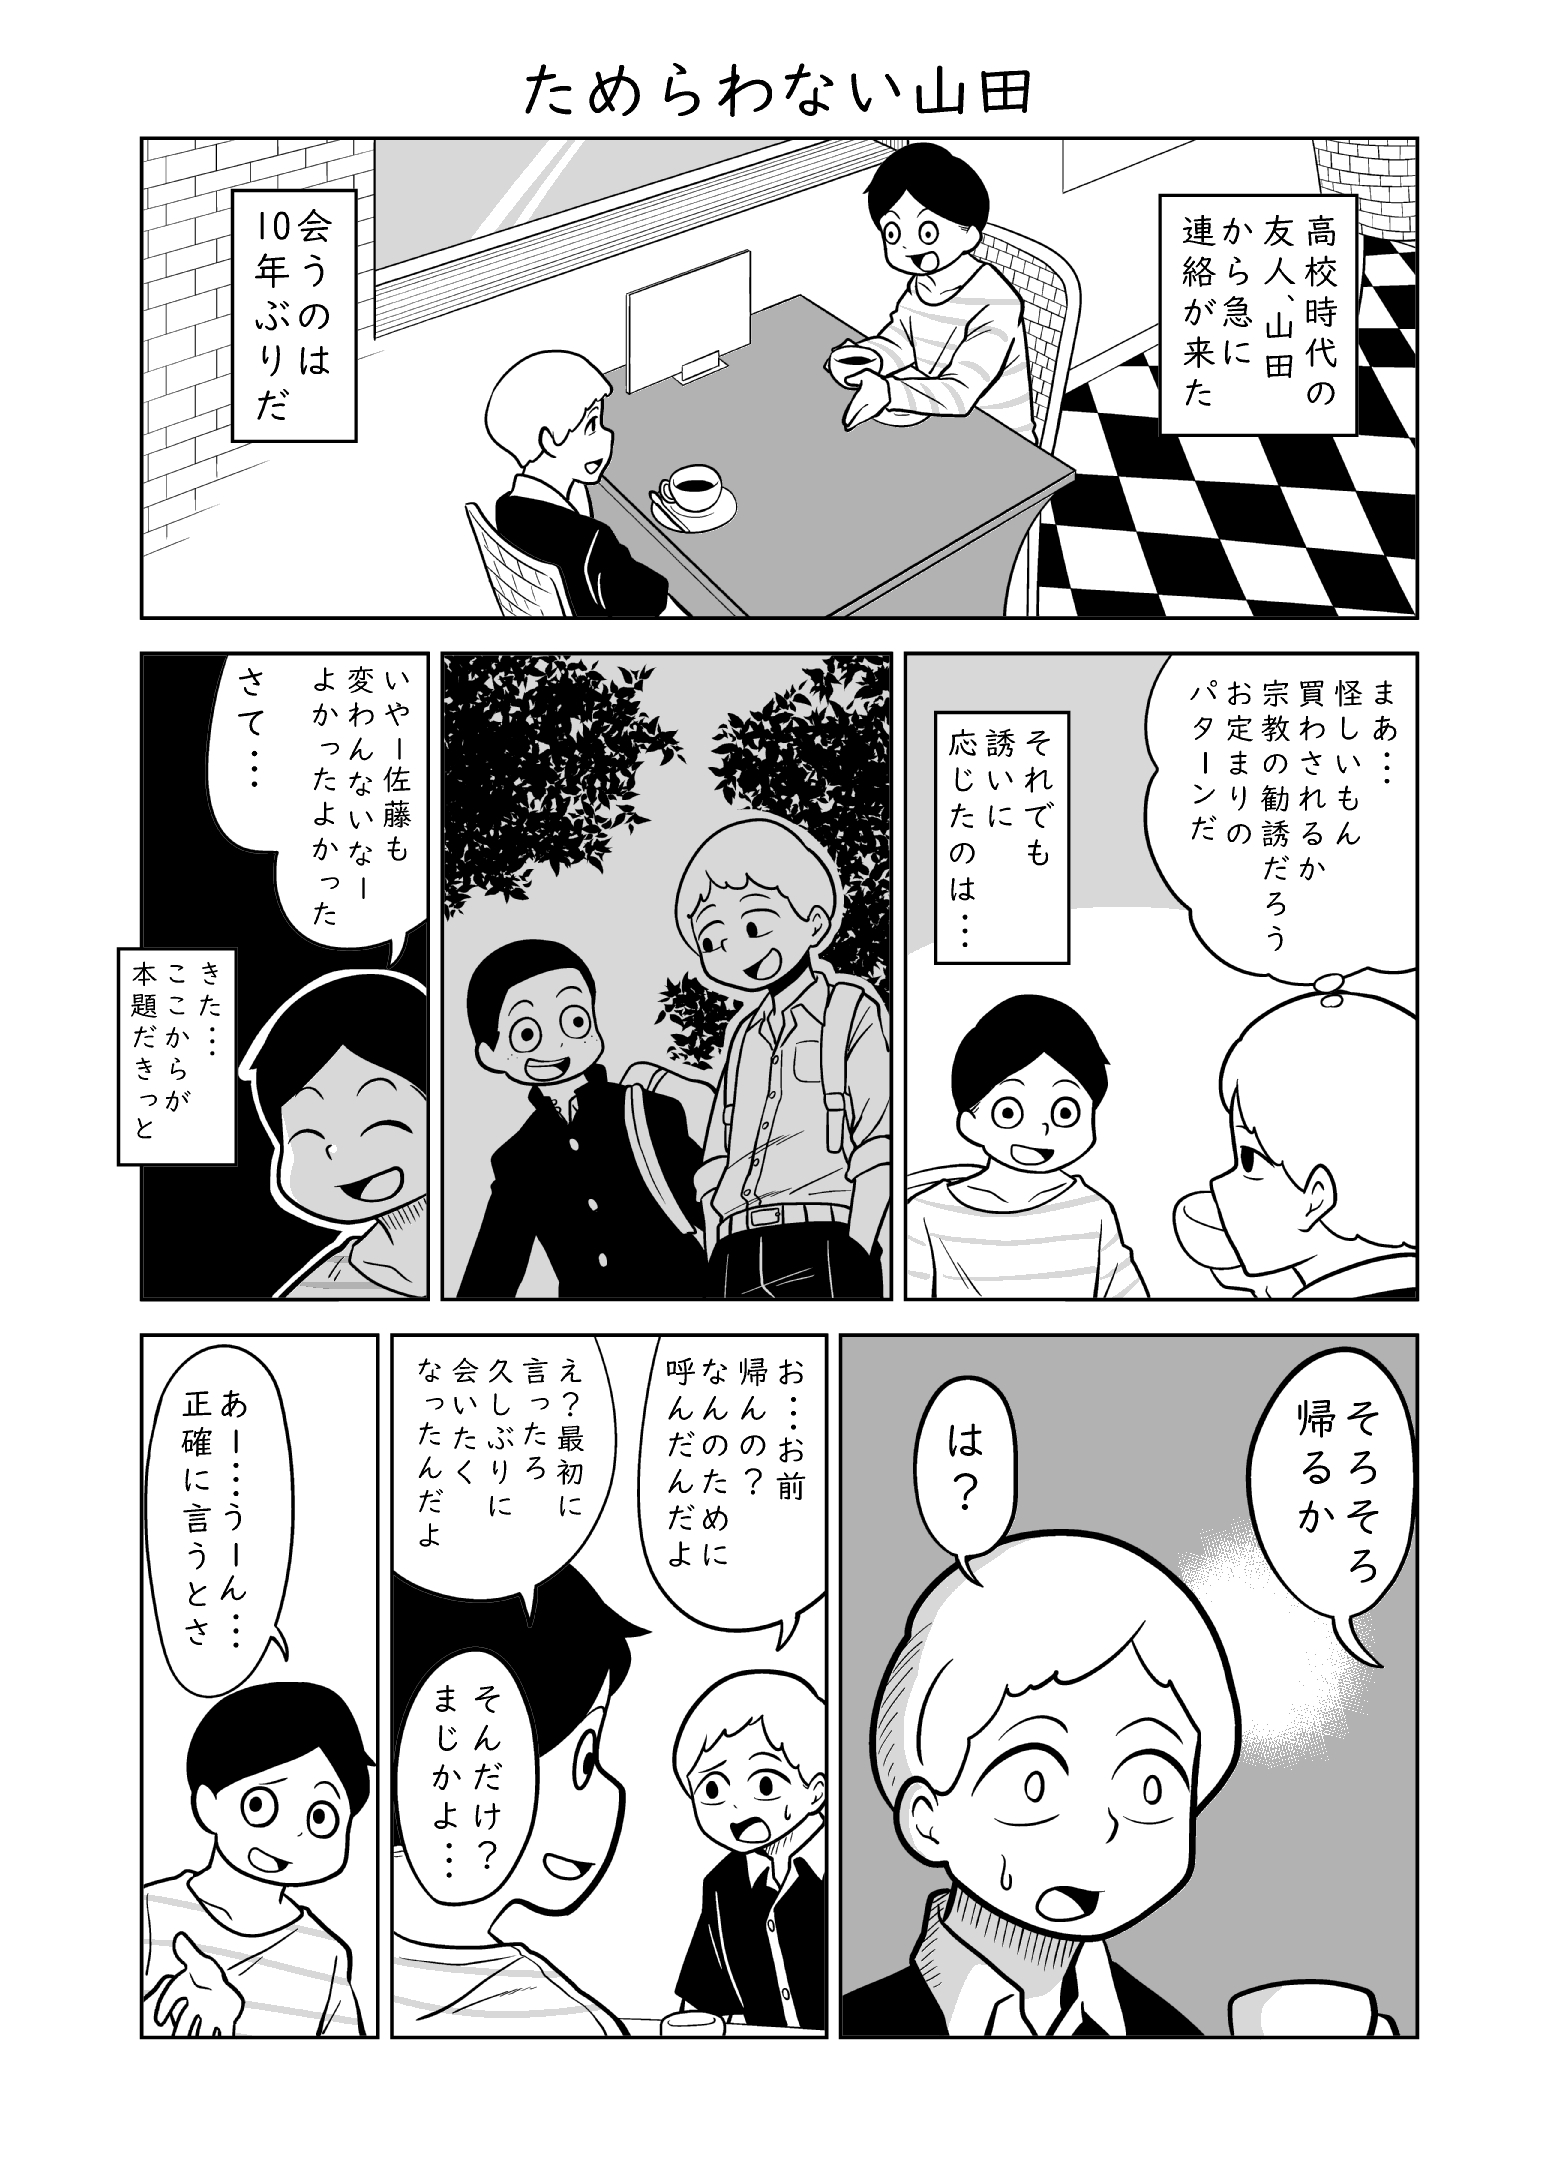 ためらわない山田
高校時代の
友人、山田
から急に
連絡が来た
会うのは
10年ぶりだ
まあ…
怪しいもん
買わされるか
宗教の勧誘だろう
お定まりの
パターンだ
それでも
誘いに
応じたのは…
いやー佐藤も
変わんないなー
よかったよかった
さて…
きた…
ここからが
本題だきっと
そろそろ
帰るか
は？
お…お前
帰んの？
なんのために
呼んだんだよ
え？最初に
言ったろ
久しぶりに
会いたく
なったんだよ
そんだけ？
まじかよ…
あー…うーん…
正確に言うとさ